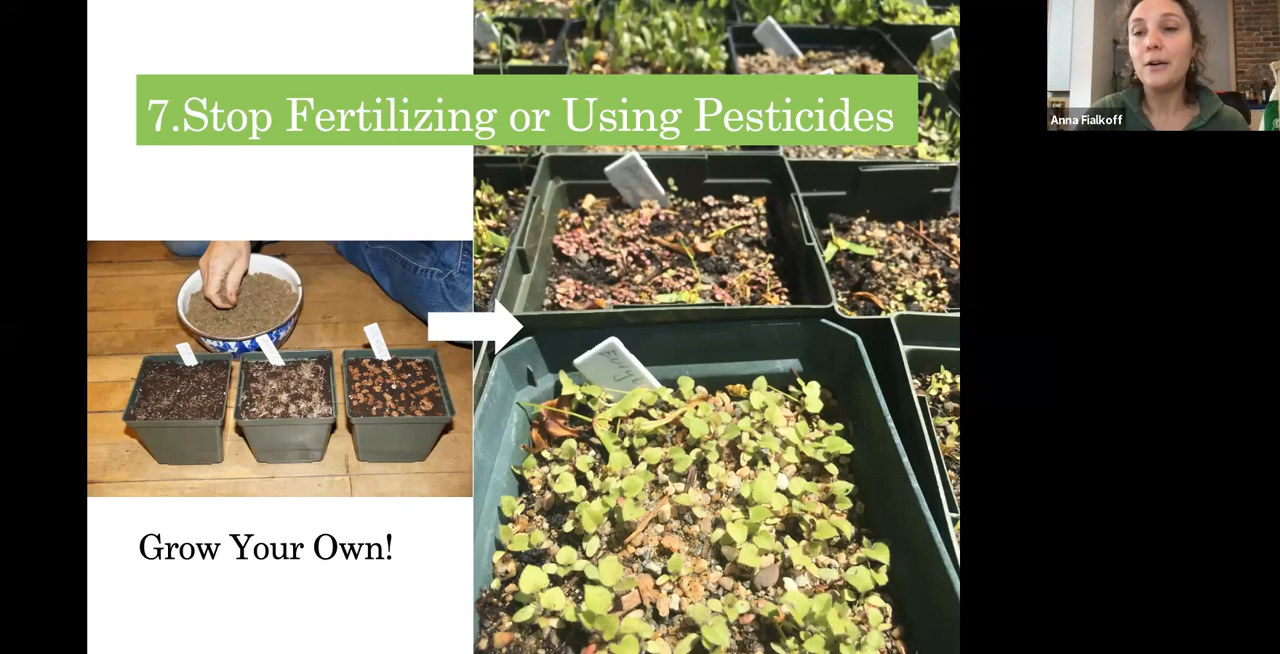 7.Stop Fertilizing or Using Pesticides
Anna Fialkoff
Grow Your Own!